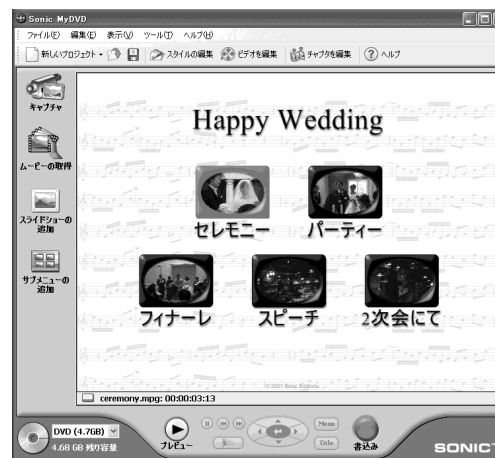 Sonic MyDVD
ファイル(F) 編集(E) 表示(V) ツール(T) ヘルプ(H)
新しいプロジェクト スタイルの編集 ビデオを編集 チャプタを編集 ヘルプ
キャプチャ
ムービーの取得
スライドショーの
追加
サブメニューの
追加
Happy Wedding
セレモニー パーティー
フィナーレ スピーチ 2次会にて
© 2001 Sonic Solutions
ceremony.mpg: 00:00:03:13
DVD (4.7GB)
4.68 GB 残り容量
プレビュー
Menu
Title
書込み
SONIC